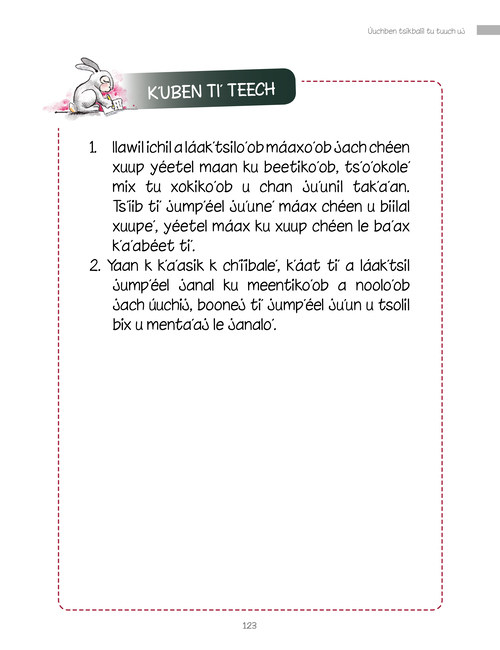 Úuchben tsikbalil tu tuuch uj
K'UBEN TI' TEECH
1. Ilawil ichil a láak'tsilo'ob máaxo'ob jach chéen
xuup yéetel maan ku beetiko'ob, ts'o'okole'
mix tu xokiko'ob u chan ju'unil tak'a'an.
Ts'íib ti' jump'éel ju'une' máax chéen u biilal
xuupe', yéetel máax ku xuup chéen le ba'ax
k'a'abéet ti'.
2. Yaan k k'a'asik k ch'i'ibale', k'áat ti' a láak'tsil
jump'éel janal ku meentiko'ob a noolo'ob
jach úuchij, boonej ti' jump'éel ju'un u tsolil
bix u menta'aj le janalo'.
123